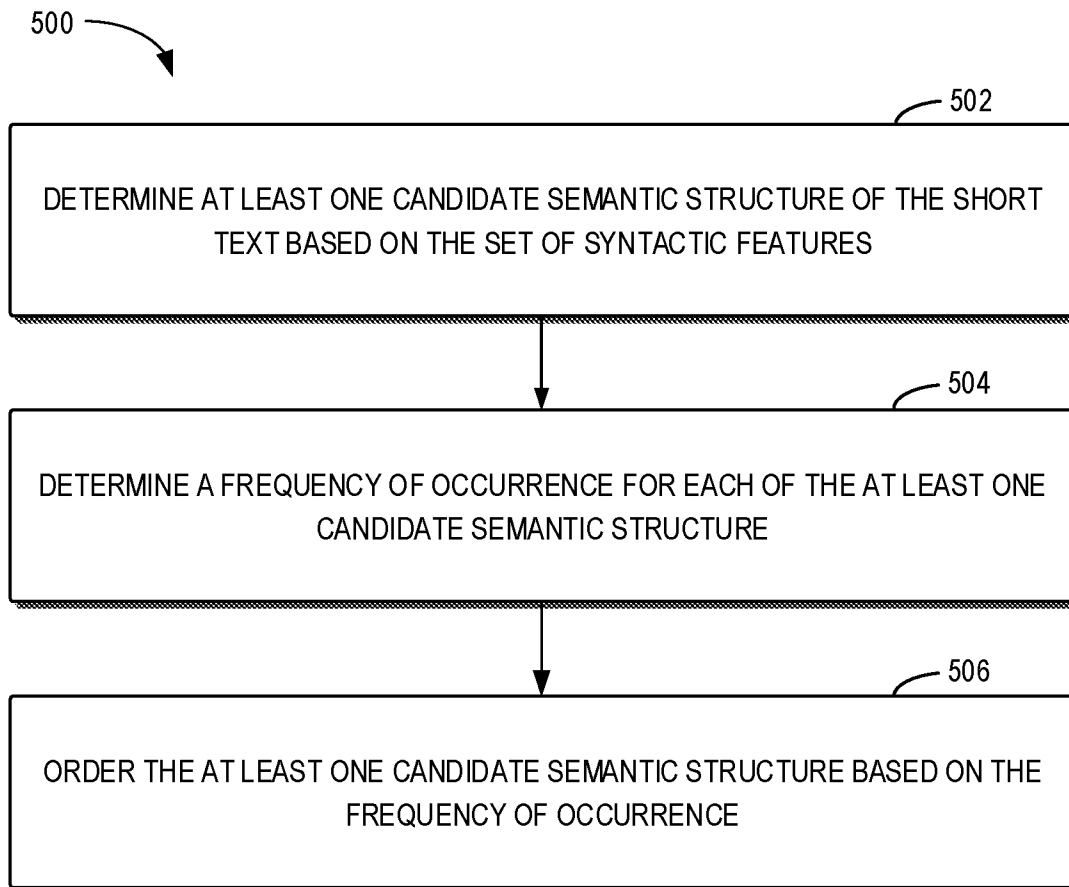 500
502
DETERMINE AT LEAST ONE CANDIDATE SEMANTIC STRUCTURE OF THE SHORT
TEXT BASED ON THE SET OF SYNTACTIC FEATURES
504
DETERMINE A FREQUENCY OF OCCURRENCE FOR EACH OF THE AT LEAST ONE
CANDIDATE SEMANTIC STRUCTURE
506
ORDER THE AT LEAST ONE CANDIDATE SEMANTIC STRUCTURE BASED ON THE
FREQUENCY OF OCCURRENCE